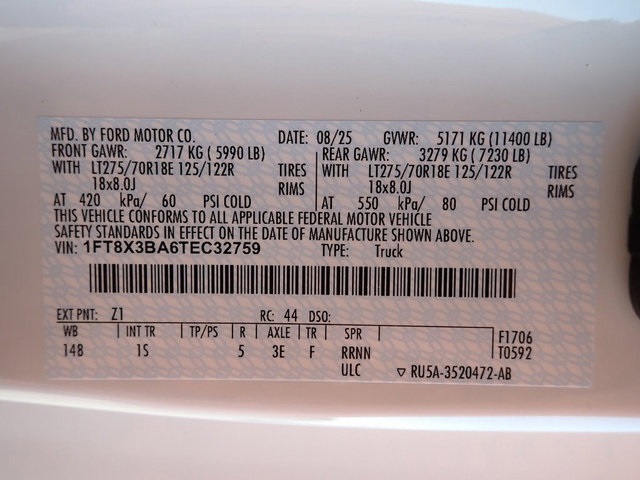 MFD. BY FORD MOTOR CO. DATE: 08/25 GVWR: 5171 KG (11400 LB)
FRONT GAWR: 2717 KG (5990 LB) REAR GAWR: 3279 KG (7230 LB)
WITH LT275/70R18E 125/122R TIRES WITH LT275/70R18E 125/122R TIRES
18x8.0J RIMS 18x8.0J RIMS
AT 420 kPa/ 60 PSI COLD AT 550 kPa/ 80 PSI COLD
THIS VEHICLE CONFORMS TO ALL APPLICABLE FEDERAL MOTOR VEHICLE
SAFETY STANDARDS IN EFFECT ON THE DATE OF MANUFACTURE SHOWN ABOVE.
VIN: 1FT8X3BA6TEC32759 TYPE: Truck
EXT PNT: Z1 RC: 44 DSO:
WB INT TR TP/PS R AXLE TR SPR F1706
148 1S 5 3E F RRNN T0592
ULC ▽ RU5A-3520472-AB